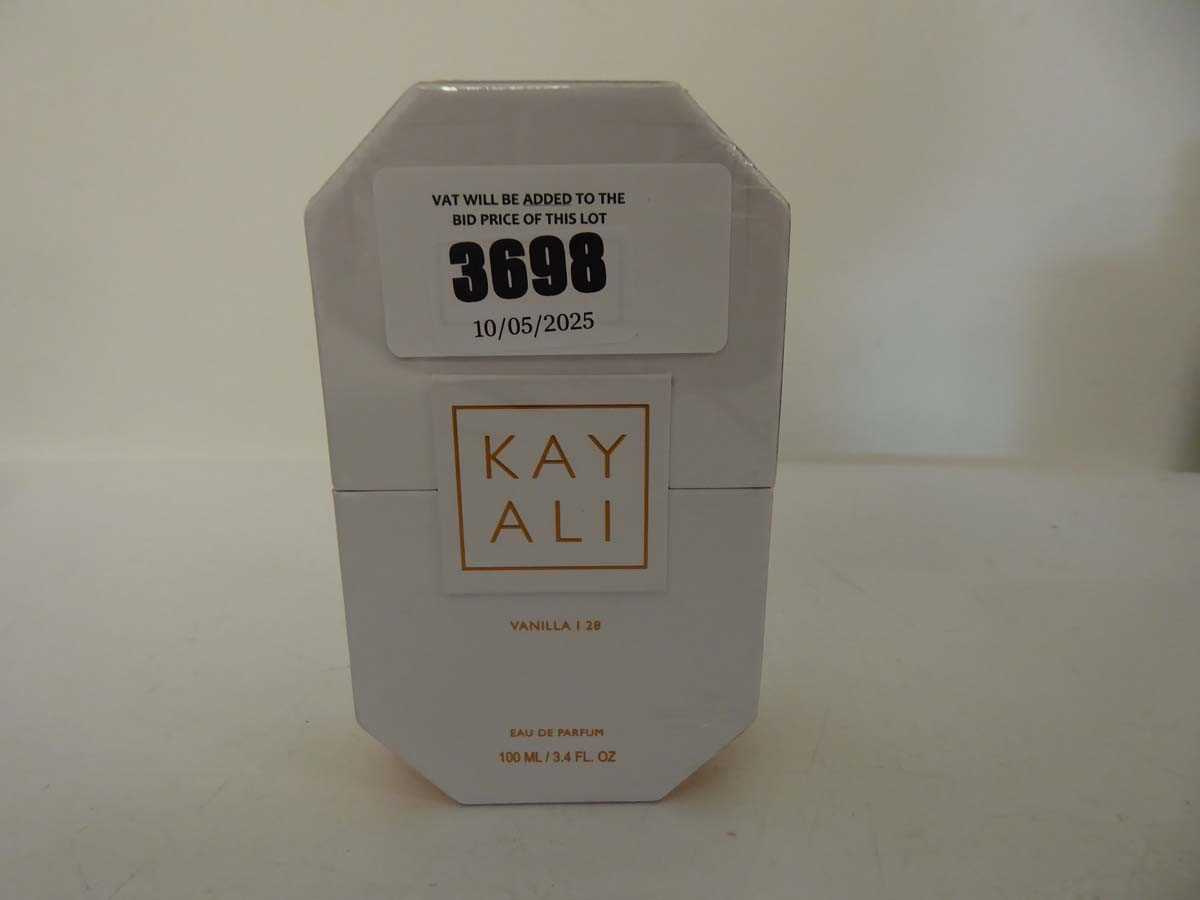 VAT WILL BE ADDED TO THE
BID PRICE OF THIS LOT
3698
10/05/2025
KAY
ALI
VANILLA | 28
EAU DE PARFUM
100 ML / 3.4 FL. OZ